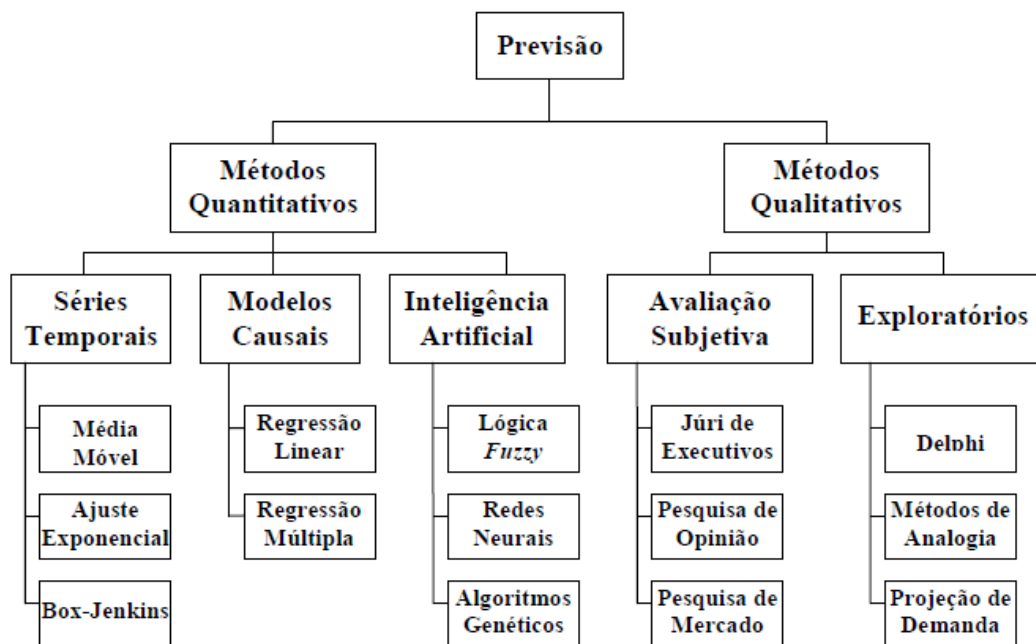 Previsão
Métodos
Quantitativos
Métodos
Qualitativos
Séries
Temporais
Modelos
Causais
Inteligência
Artificial
Avaliação
Subjetiva
Exploratórios
Média
Móvel
Regressão
Linear
Lógica
Fuzzy
Júri de
Executivos
Delphi
Ajuste
Exponencial
Regressão
Múltipla
Redes
Neurais
Pesquisa de
Opinião
Métodos de
Analogia
Box-Jenkins
Algoritmos
Genéticos
Pesquisa de
Mercado
Projeção de
Demanda